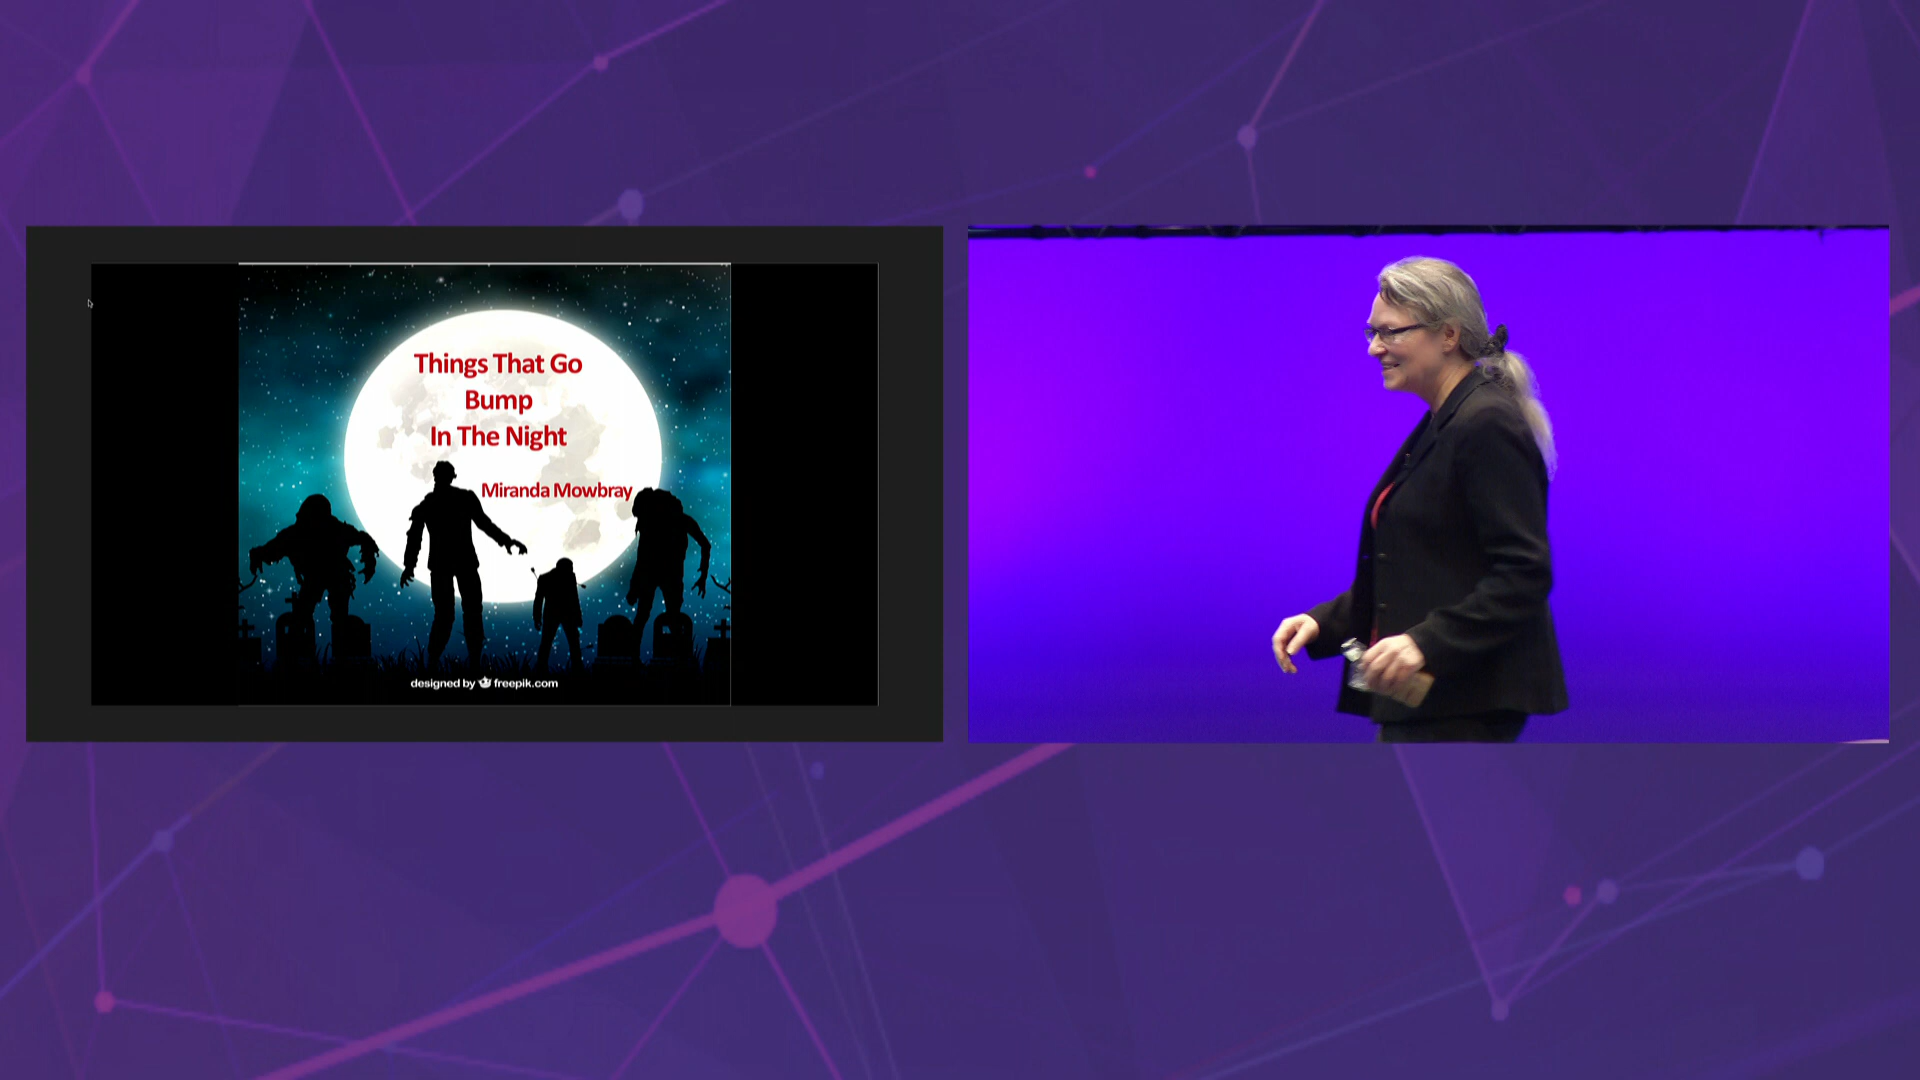 Things That Go
Bump
In The Night
Miranda Mowbray
designed by freepik.com